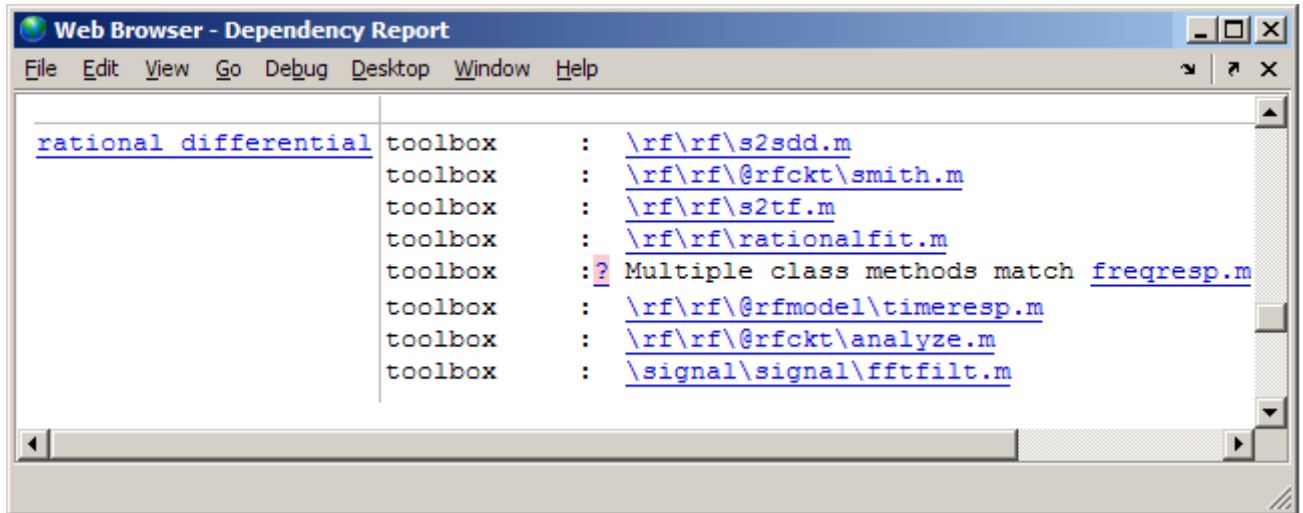 Web Browser - Dependency Report
File Edit View Go Debug Desktop Window Help
rational differential toolbox : \rf\rf\s2sdd.m
toolbox : \rf\rf\@rfckt\smith.m
toolbox : \rf\rf\s2tf.m
toolbox : \rf\rf\rationalfit.m
toolbox :? Multiple class methods match freqresp.m
toolbox : \rf\rf\@rfmodel\timeresp.m
toolbox : \rf\rf\@rfckt\analyze.m
toolbox : \signal\signal\fftfilt.m